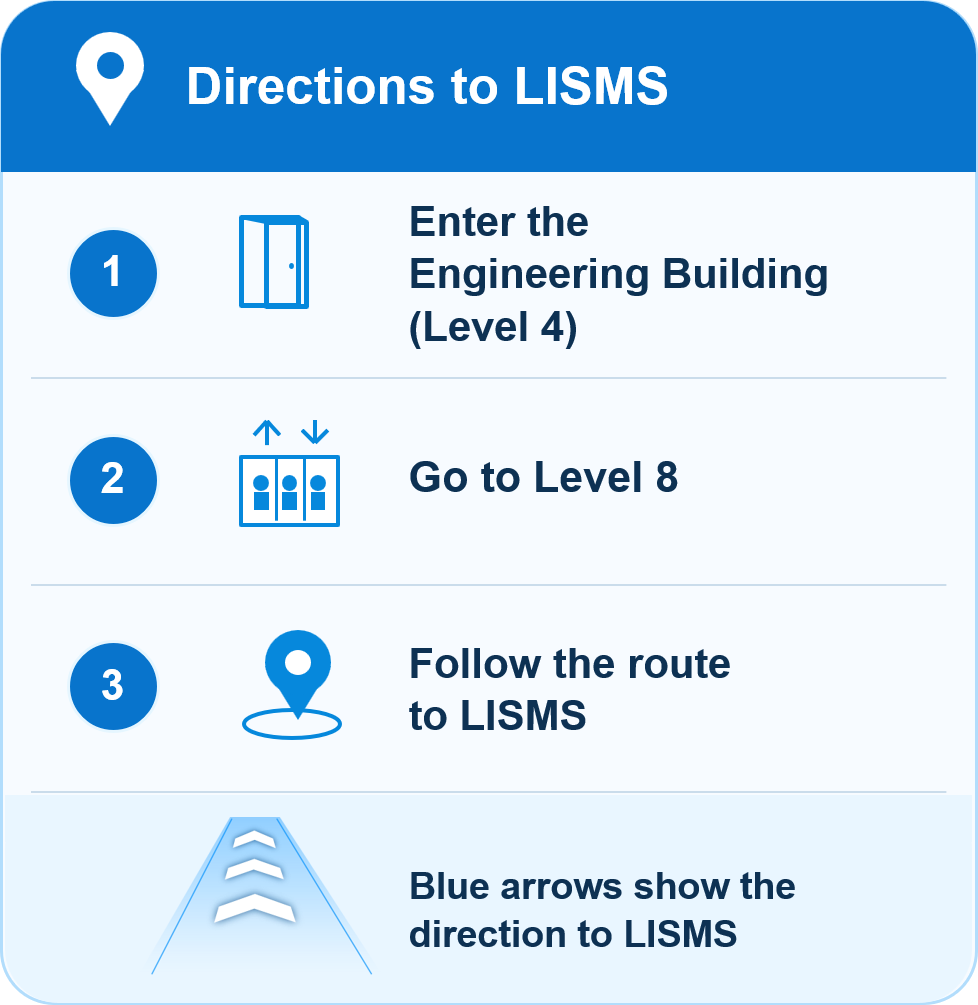 Directions to LISMS
1
Enter the
Engineering Building
(Level 4)
2
Go to Level 8
3
Follow the route
to LISMS
Blue arrows show the
direction to LISMS